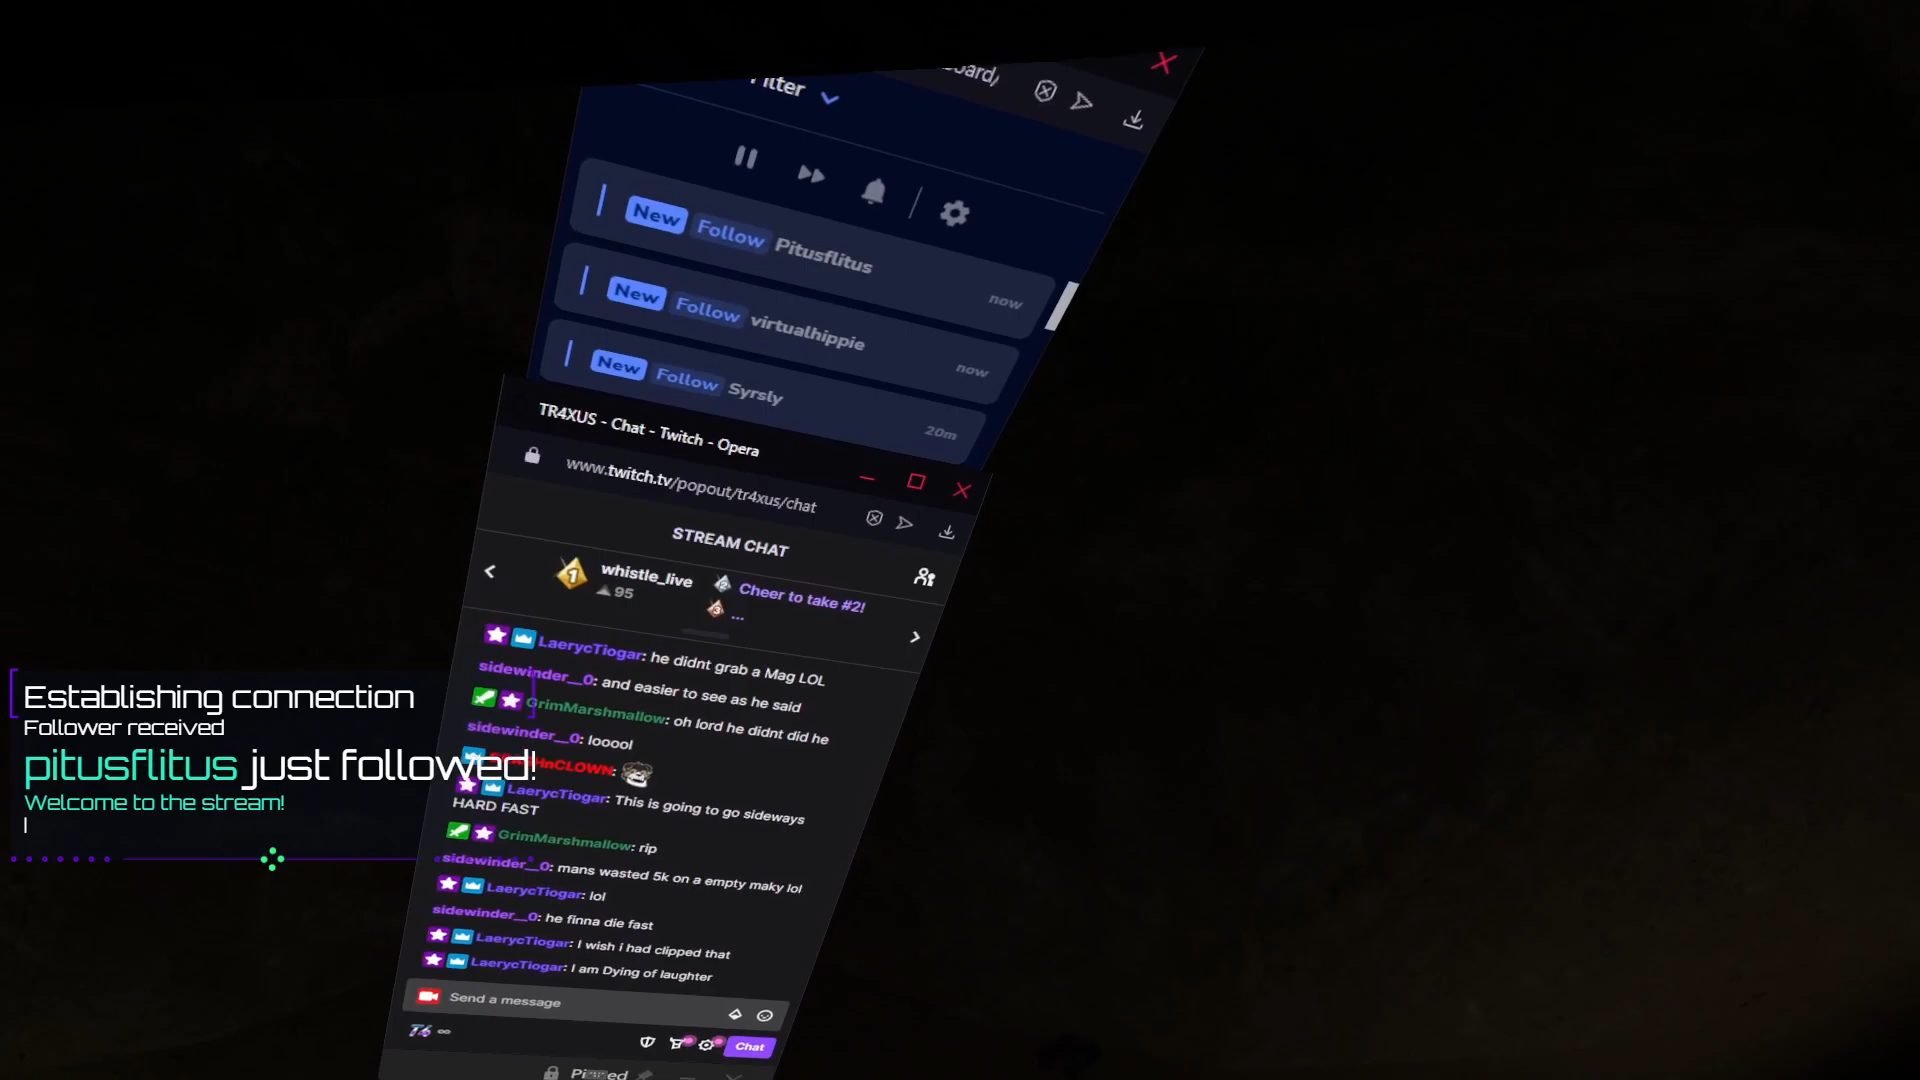 Filter
New Follow Pitusflitus
now
New Follow virtualhippie
now
New Follow Syrsly
20m
TR4XUS - Chat - Twitch - Opera
www.twitch.tv/popout/tr4xus/chat
STREAM CHAT
1 whistle_live
95
2 Cheer to take #2!
3 ...
LaerycTiogar: he didnt grab a Mag LOL
sidewinder__0: and easier to see as he said
GrimMarshmallow: oh lord he didnt did he
sidewinder__0: looool
LaerycTiogar: This is going to go sideways
HARD FAST
GrimMarshmallow: rip
sidewinder__0: mans wasted 5k on a empty maky lol
LaerycTiogar: lol
sidewinder__0: he finna die fast
LaerycTiogar: I wish i had clipped that
LaerycTiogar: I am Dying of laughter
Send a message
Chat
Establishing connection
Follower received
pitusflitus just followed!
Welcome to the stream!